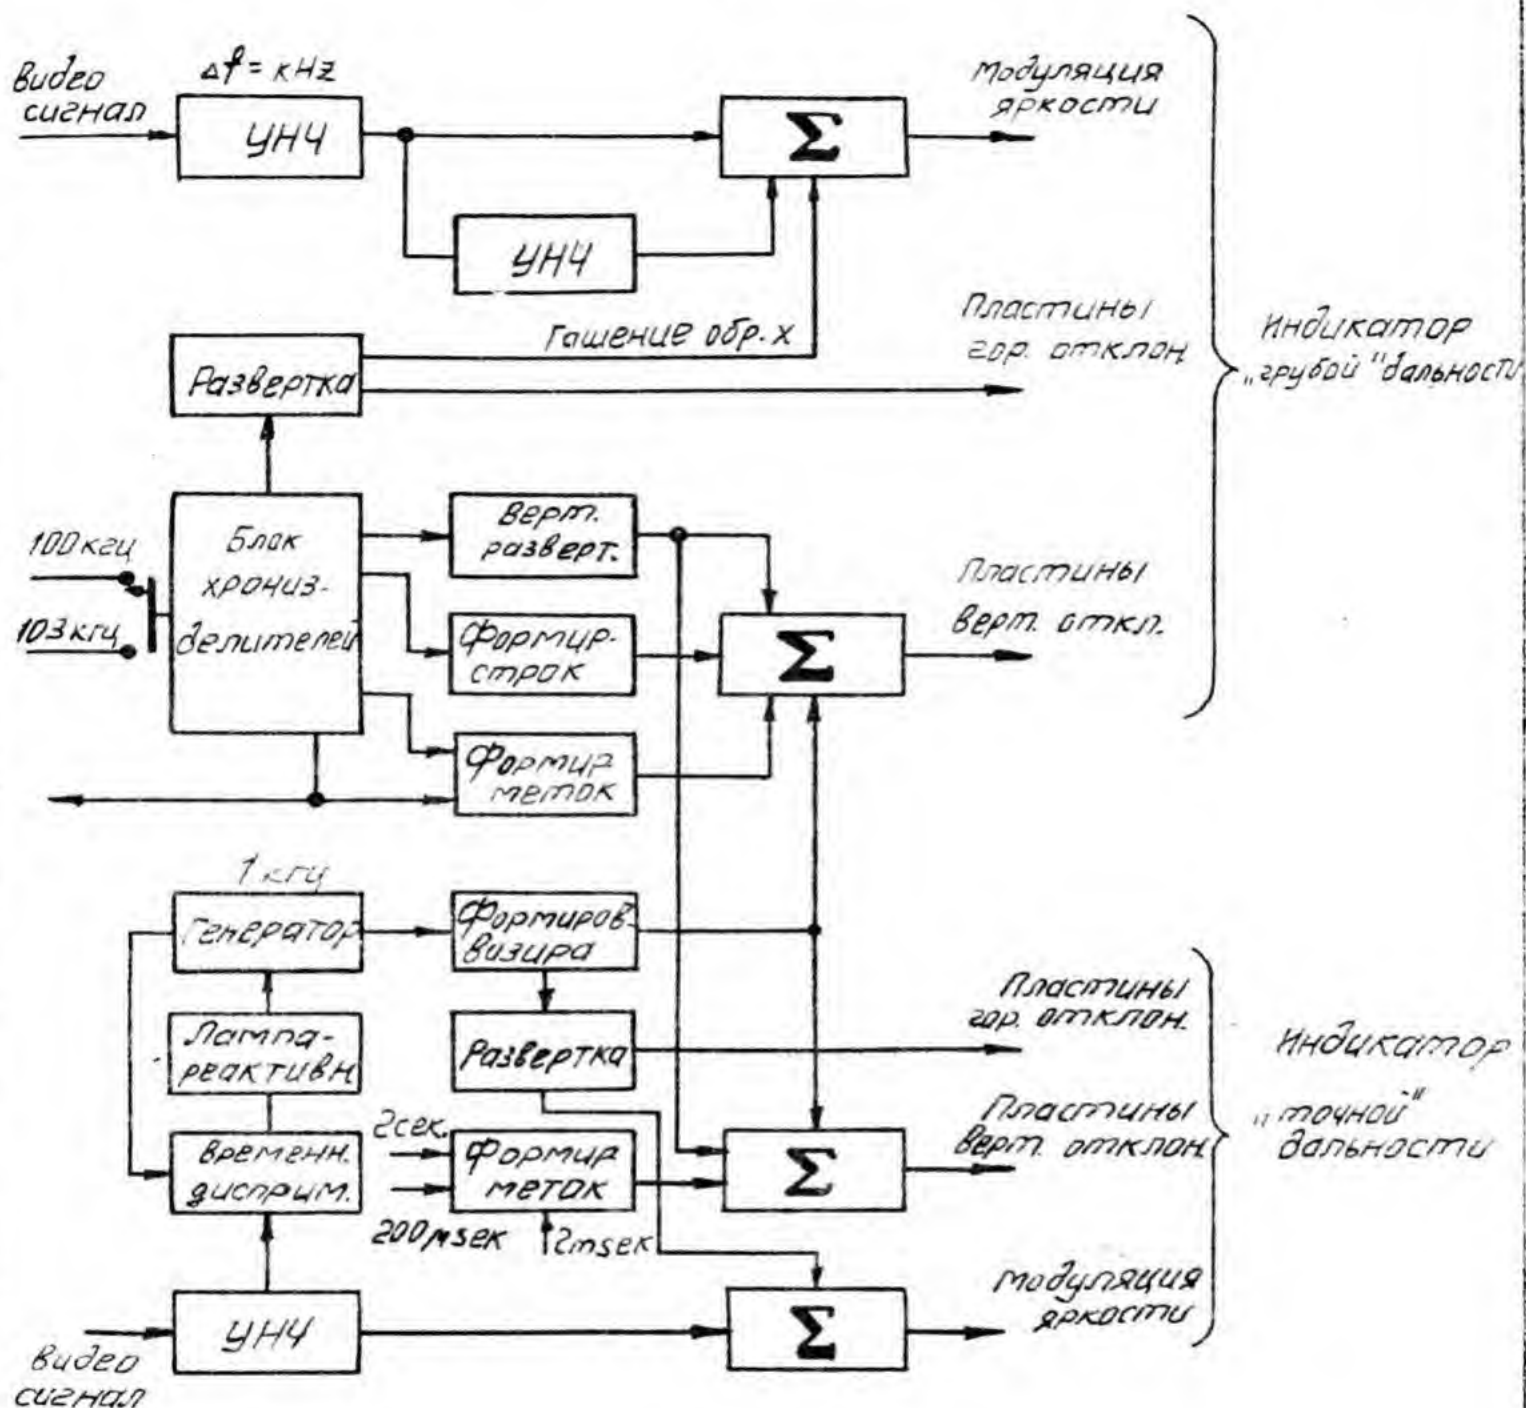 Видео
сигнал
Δf = кHz
УНЧ
Σ
Модуляция
яркости
УНЧ
Гашение обр. х
Развертка
Пластины
гор. отклон
Индикатор
„грубой" дальности
100 кгц
103 кгц
Блок
хрониз-
делителей
Верт.
разверт.
Формир-
строк
Формир
меток
Σ
Пластины
Верт. откл.
1 кгц
Генератор
Формиров-
визира
Лампа-
реактивн.
Развертка
Пластины
гор. отклон.
Временн.
дисприм.
2сек.
Формир
меток
200 μsek
2msek
Σ
Пластины
Верт. отклон.
Индикатор
„точной"
дальности
Видео
сигнал
УНЧ
Σ
Модуляция
яркости